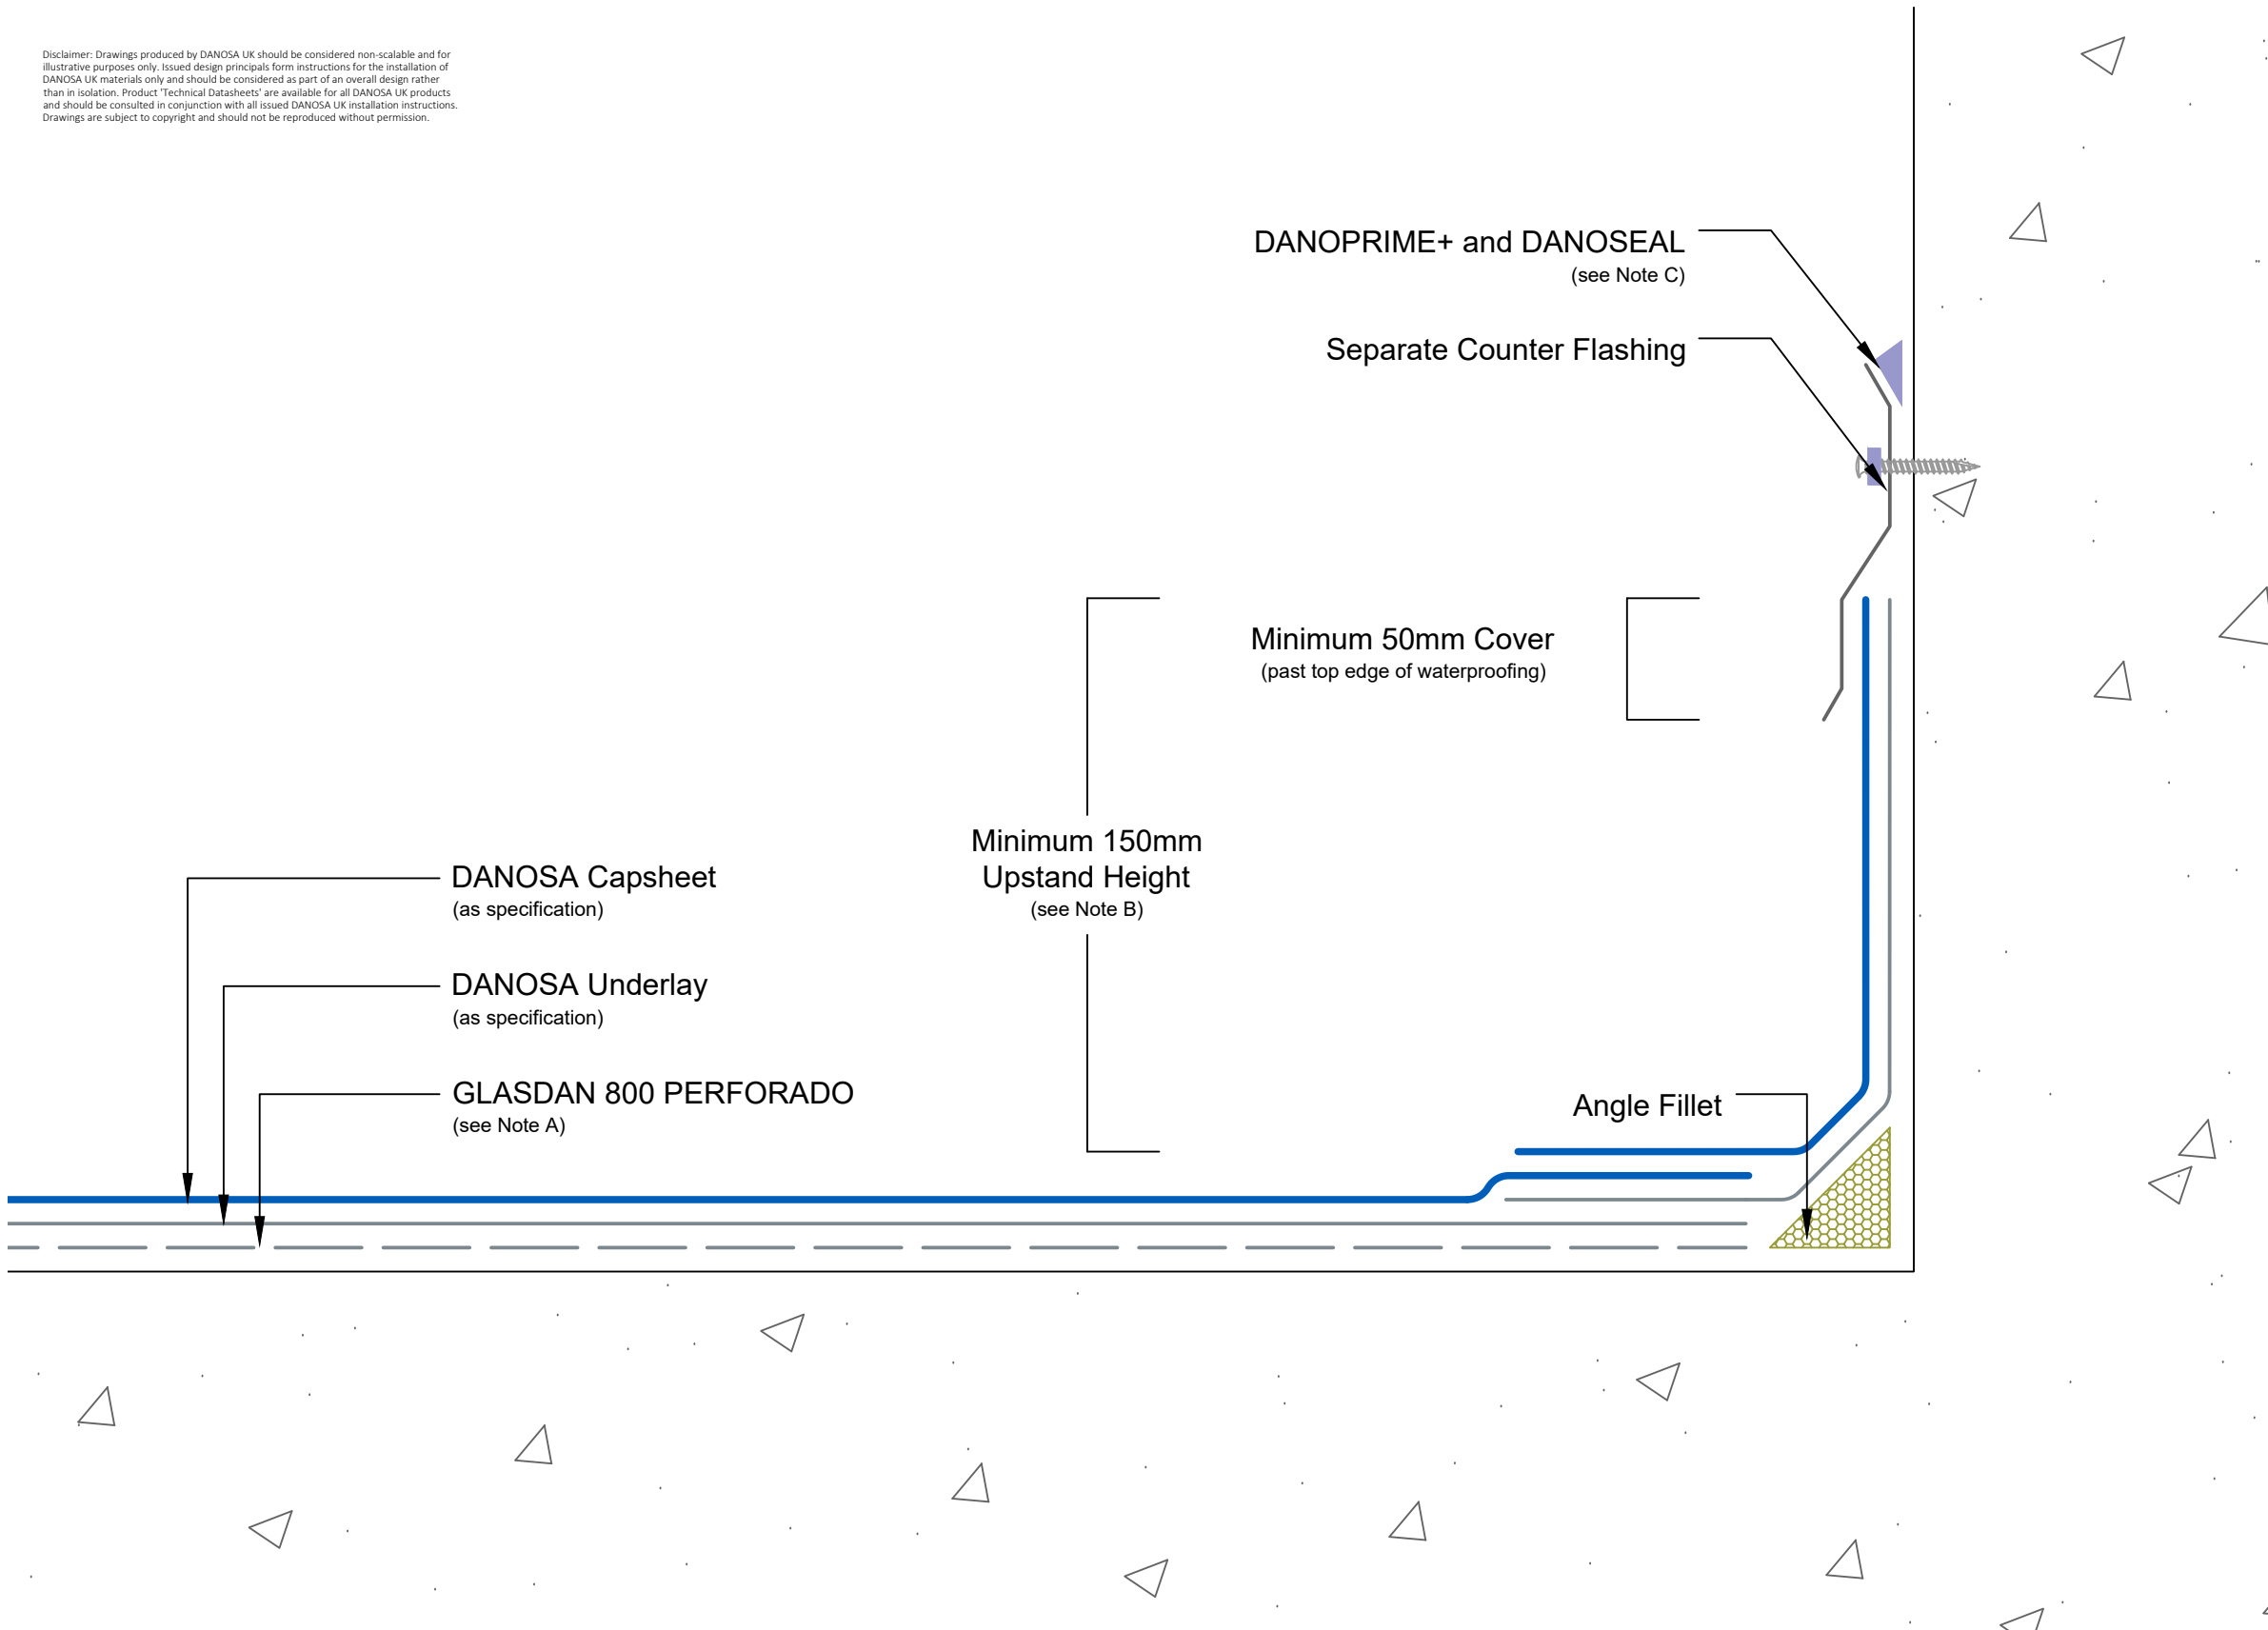 Disclaimer: Drawings produced by DANOSA UK should be considered non-scalable and for
illustrative purposes only. Issued design principals form instructions for the installation of
DANOSA UK materials only and should be considered as part of an overall design rather
than in isolation. Product 'Technical Datasheets' are available for all DANOSA UK products
and should be consulted in conjunction with all issued DANOSA UK installation instructions.
Drawings are subject to copyright and should not be reproduced without permission.
DANOPRIME+ and DANOSEAL
(see Note C)
Separate Counter Flashing
Minimum 50mm Cover
(past top edge of waterproofing)
Minimum 150mm
Upstand Height
(see Note B)
DANOSA Capsheet
(as specification)
DANOSA Underlay
(as specification)
GLASDAN 800 PERFORADO
(see Note A)
Angle Fillet